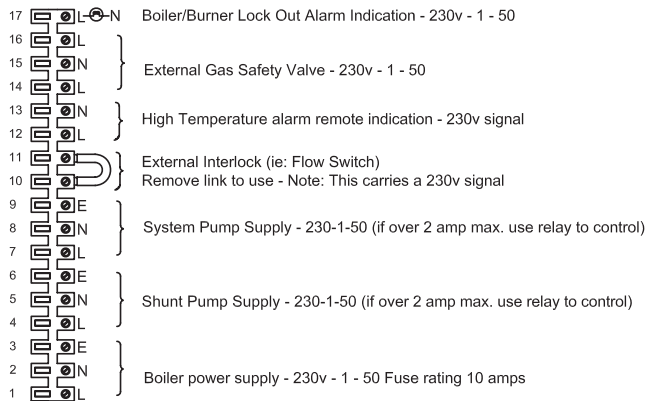 17 L N Boiler/Burner Lock Out Alarm Indication - 230v - 1 - 50
16 L
15 N External Gas Safety Valve - 230v - 1 - 50
14 L
13 N High Temperature alarm remote indication - 230v signal
12 L
11 External Interlock (ie: Flow Switch)
10 Remove link to use - Note: This carries a 230v signal
9 E
8 N System Pump Supply - 230-1-50 (if over 2 amp max. use relay to control)
7 L
6 E
5 N Shunt Pump Supply - 230-1-50 (if over 2 amp max. use relay to control)
4 L
3 E
2 N Boiler power supply - 230v - 1 - 50 Fuse rating 10 amps
1 L